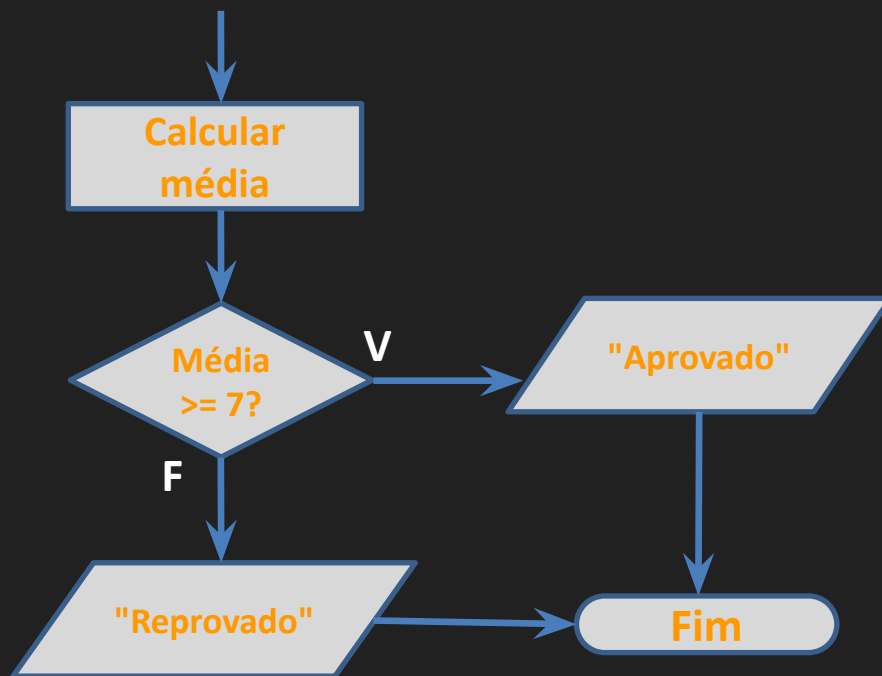 Calcular
média
Média
>= 7?
V
"Aprovado"
F
"Reprovado"
Fim